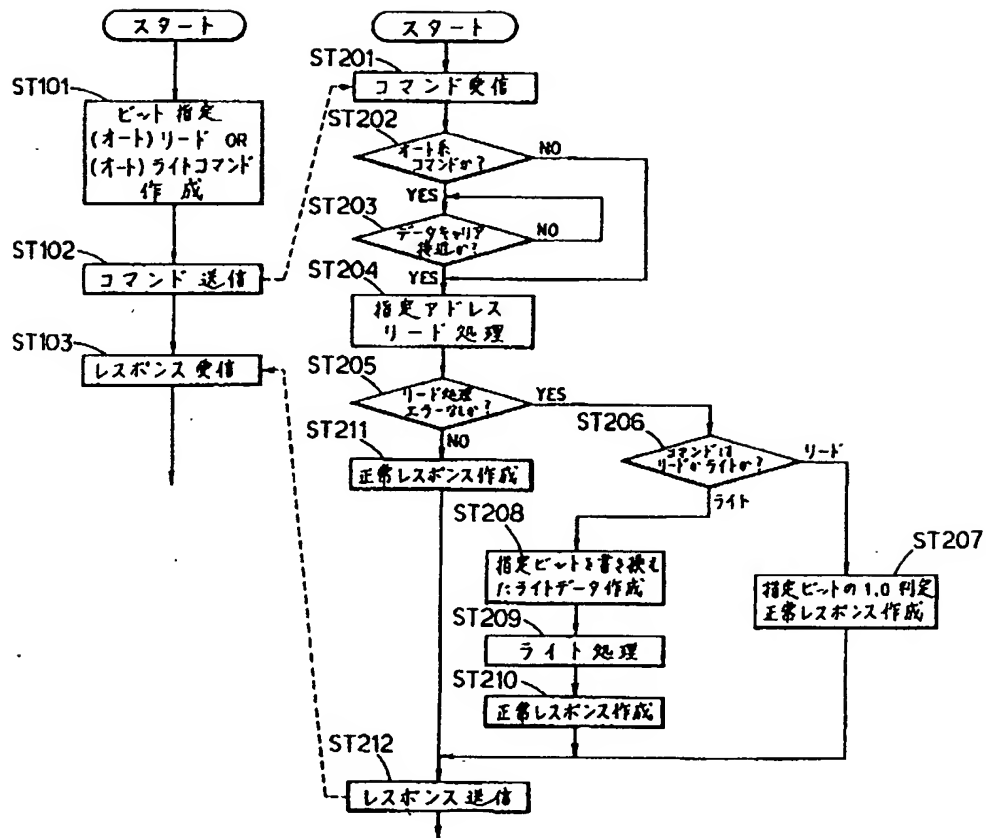 スタート
ST101
ビット指定
(オート)リード OR
(オート)ライトコマンド
作成
ST102
コマンド送信
ST103
レスポンス受信
スタート
ST201
コマンド受信
ST202
オート系
コマンドか?
NO
YES
ST203
データキャリア
接近か?
NO
YES
ST204
指定アドレス
リード処理
ST205
リード処理
エラーなしか?
YES
NO
ST211
正常レスポンス作成
ST206
コマンドは
リードかライトか?
リード
ライト
ST208
指定ビットを書き換え
たライトデータ作成
ST209
ライト処理
ST210
正常レスポンス作成
ST207
指定ビットの1.0判定
正常レスポンス作成
ST212
レスポンス送信